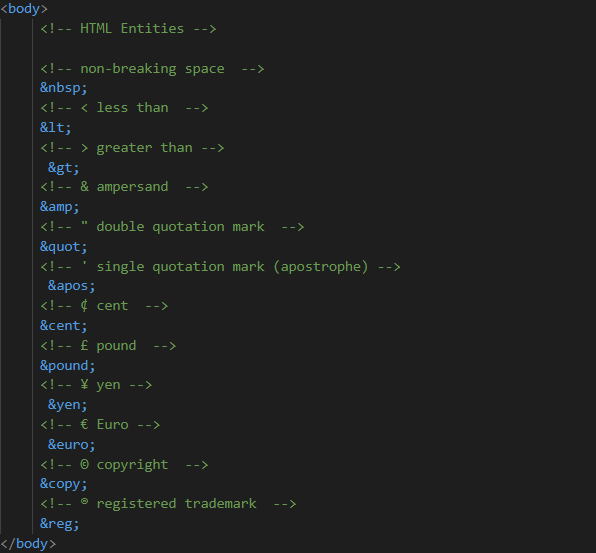 <body>
<!-- HTML Entities -->
<!-- non-breaking space  -->
&nbsp;
<!-- < less than  -->
&lt;
<!-- > greater than -->
&gt;
<!-- & ampersand  -->
&amp;
<!-- " double quotation mark  -->
&quot;
<!-- ' single quotation mark (apostrophe) -->
&apos;
<!-- ¢ cent  -->
&cent;
<!-- £ pound  -->
&pound;
<!-- ¥ yen -->
&yen;
<!-- € Euro -->
&euro;
<!-- © copyright  -->
&copy;
<!-- ® registered trademark  -->
&reg;
</body>